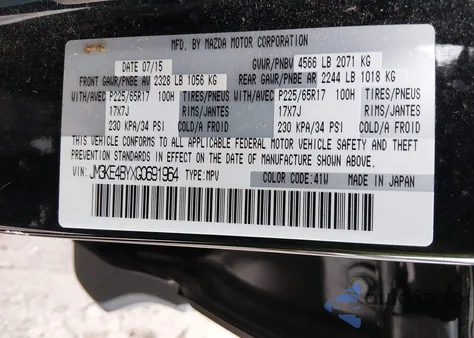 MFD. BY MAZDA MOTOR CORPORATION
DATE 07/15 GVWR/PNBW 4566 LB 2071 KG
FRONT GAWR/PNBE AV 2328 LB 1056 KG REAR GAWR/PNBE AR 2244 LB 1018 KG
WITH/AVEC P225/65R17 100H TIRES/PNEUS P225/65R17 100H TIRES/PNEUS
17X7J RIMS/JANTES 17X7J RIMS/JANTES
230 KPA/34 PSI COLD/A FROID 230 KPA/34 PSI COLD/A FROID
THIS VEHICLE CONFORMS TO ALL APPLICABLE FEDERAL MOTOR VEHICLE SAFETY AND
THEFT PREVENTION STANDARDS IN EFFECT ON THE DATE OF MANUFACTURE SHOWN ABOVE.
VIN: JM3KE4BYXG0691964 TYPE: MPV COLOR CODE: 41W MADE IN JAPAN